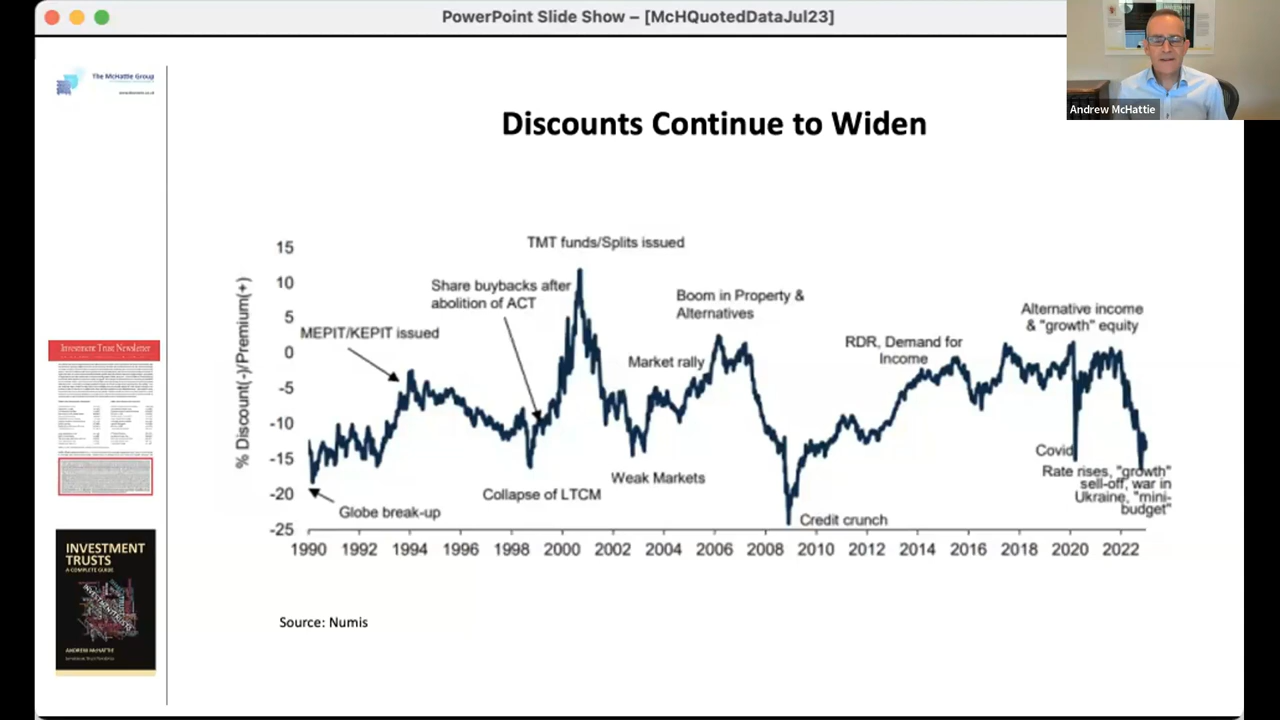 PowerPoint Slide Show – [McHQuotedDataJul23]
Andrew McHattie
The McHattie Group
Discounts Continue to Widen
TMT funds/Splits issued
Share buybacks after
abolition of ACT
MEPIT/KEPIT issued
Boom in Property &
Alternatives
Market rally
RDR, Demand for
Income
Alternative income
& "growth" equity
Covid
Rate rises, "growth"
sell-off, war in
Ukraine, "mini-
budget"
Weak Markets
Collapse of LTCM
Globe break-up
Credit crunch
% Discount(-)/Premium(+)
15
10
5
0
-5
-10
-15
-20
-25
1990 1992 1994 1996 1998 2000 2002 2004 2006 2008 2010 2012 2014 2016 2018 2020 2022
Source: Numis
Investment Trust Newsletter
INVESTMENT
TRUSTS
A COMPLETE GUIDE
ANDREW McHATTIE